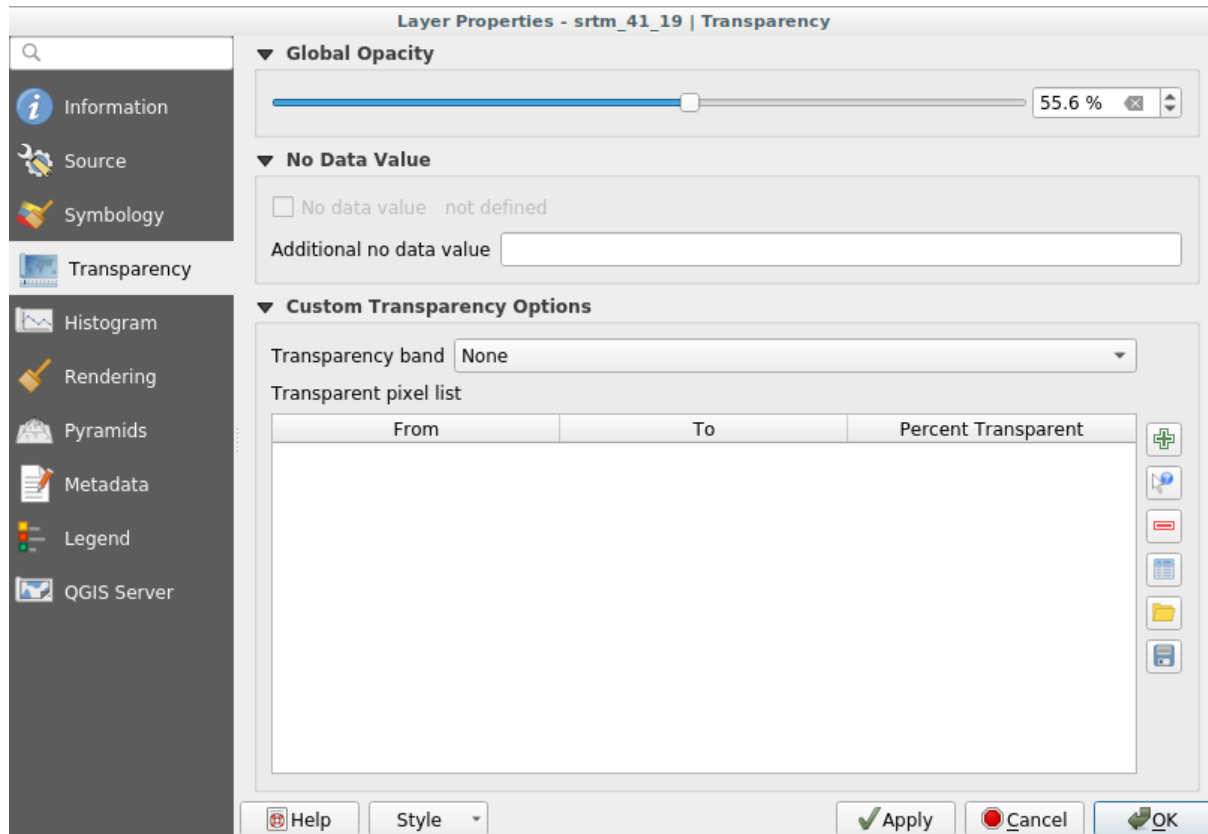 Layer Properties - srtm_41_19 | Transparency
Information
Source
Symbology
Transparency
Histogram
Rendering
Pyramids
Metadata
Legend
QGIS Server
Global Opacity
55.6 %
No Data Value
No data value not defined
Additional no data value
Custom Transparency Options
Transparency band None
Transparent pixel list
From To Percent Transparent
Help Style Apply Cancel OK